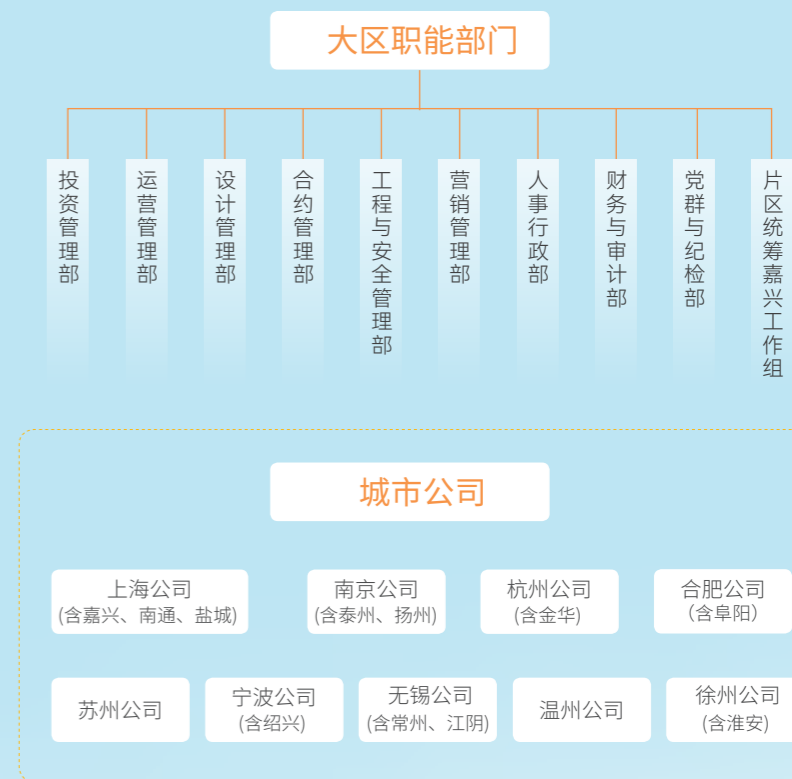 大区职能部门
投资管理部
运营管理部
设计管理部
合约管理部
工程与安全管理部
营销管理部
人事行政部
财务与审计部
党群与纪检部
片区统筹嘉兴工作组
城市公司
上海公司
(含嘉兴、南通、盐城)
南京公司
(含泰州、扬州)
杭州公司
(含金华)
合肥公司
（含阜阳）
苏州公司
宁波公司
(含绍兴)
无锡公司
(含常州、江阴)
温州公司
徐州公司
(含淮安)